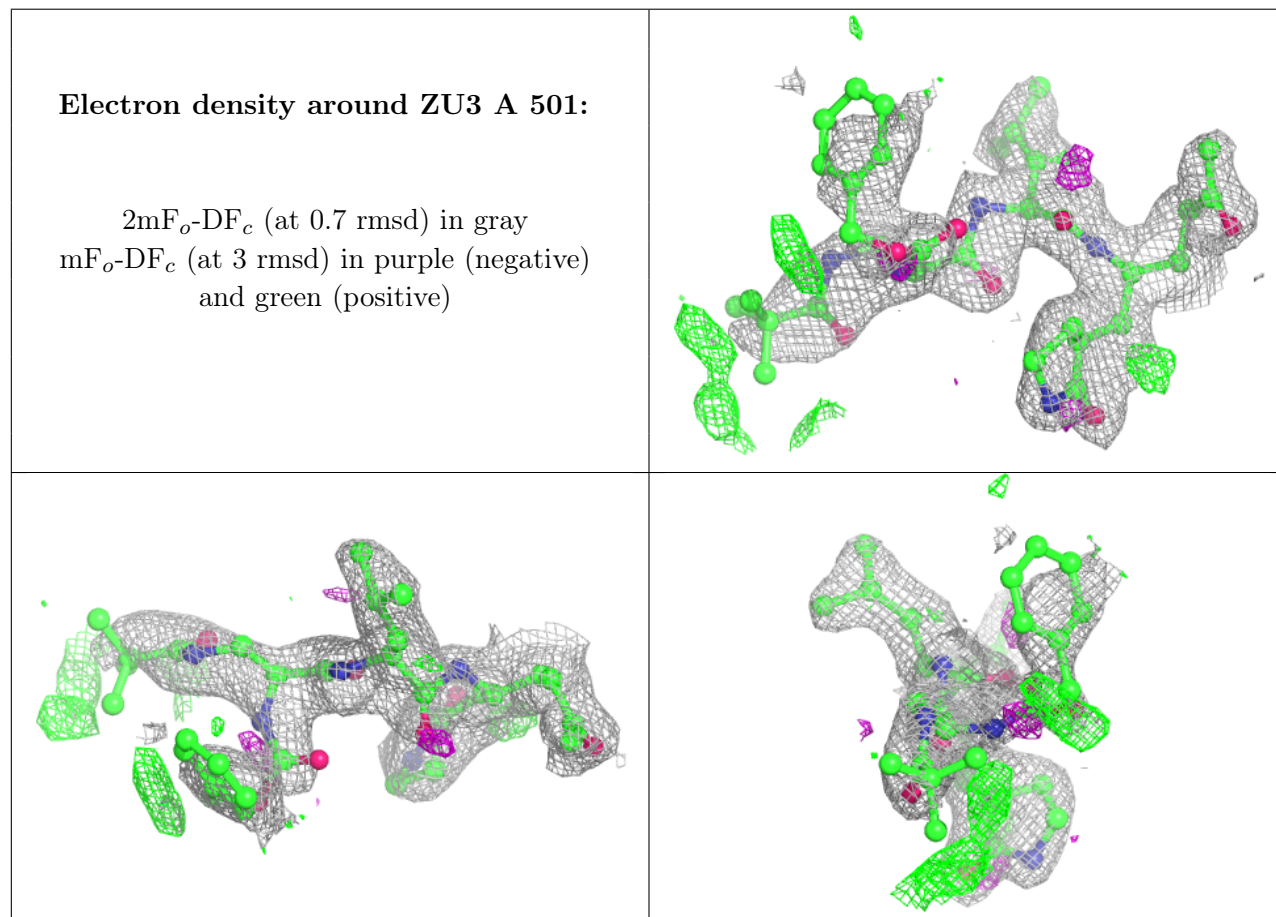 Electron density around ZU3 A 501:
2mFo-DFc (at 0.7 rmsd) in gray
mFo-DFc (at 3 rmsd) in purple (negative)
and green (positive)